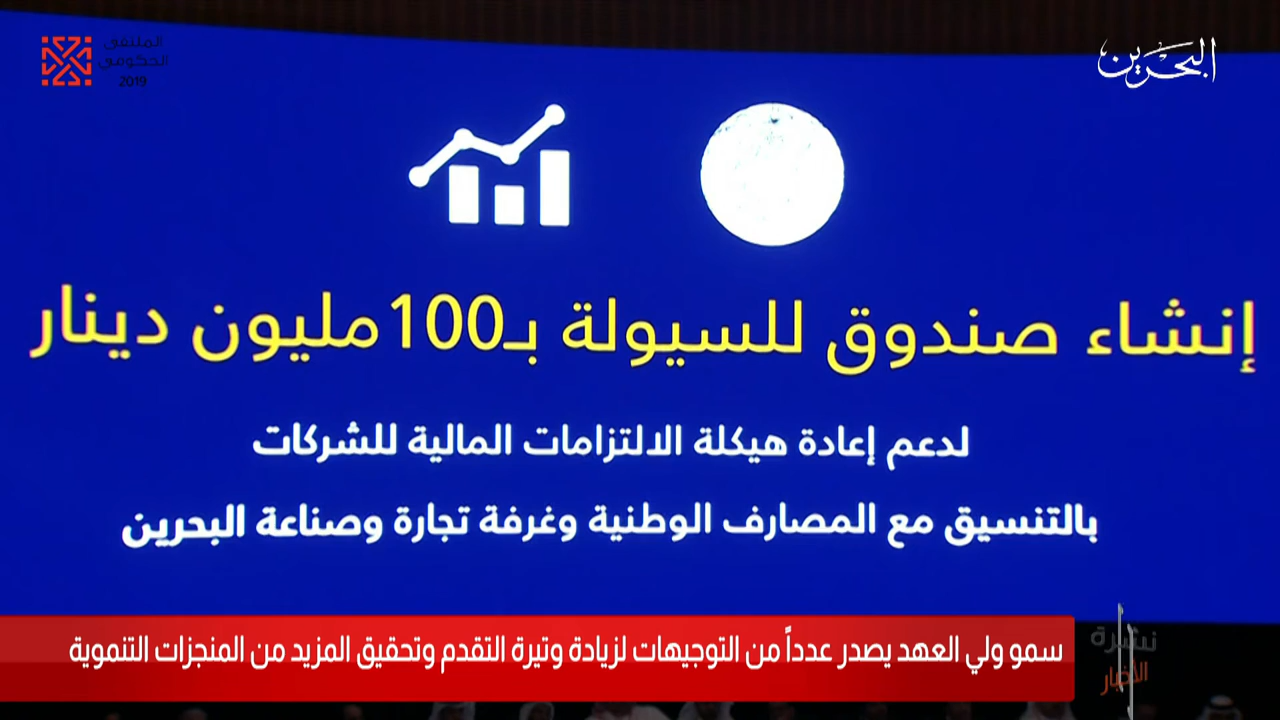 الملتقى
الحكومي
2019
البحرين
إنشاء صندوق للسيولة بـ100مليون دينار
لدعم إعادة هيكلة الالتزامات المالية للشركات
بالتنسيق مع المصارف الوطنية وغرفة تجارة وصناعة البحرين
سمو ولي العهد يصدر عدداً من التوجيهات لزيادة وتيرة التقدم وتحقيق المزيد من المنجزات التنموية
نشرة
الأخبار